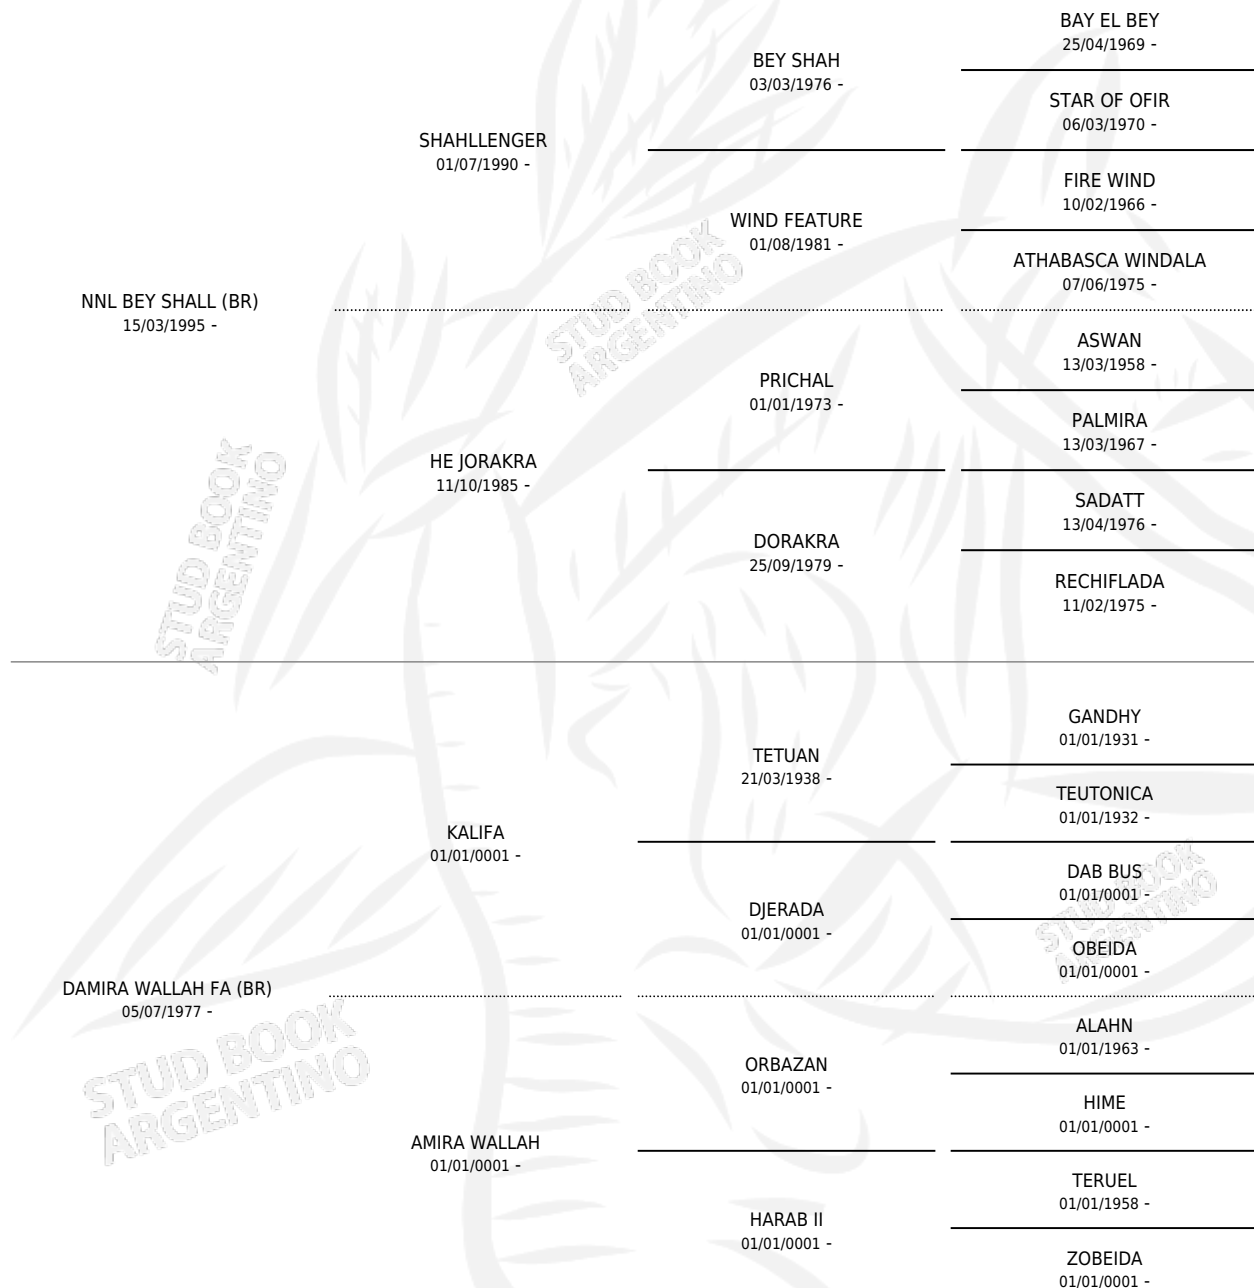 BAY EL BEY
25/04/1969 -
BEY SHAH
03/03/1976 -
STAR OF OFIR
06/03/1970 -
SHAHLLENGER
01/07/1990 -
FIRE WIND
10/02/1966 -
WIND FEATURE
01/08/1981 -
ATHABASCA WINDALA
07/06/1975 -
NNL BEY SHALL (BR)
15/03/1995 -
ASWAN
13/03/1958 -
PRICHAL
01/01/1973 -
PALMIRA
13/03/1967 -
HE JORAKRA
11/10/1985 -
SADATT
13/04/1976 -
DORAKRA
25/09/1979 -
RECHIFLADA
11/02/1975 -
STUD BOOK
ARGENTINO
STUD BOOK
ARGENTINO
GANDHY
01/01/1931 -
TETUAN
21/03/1938 -
TEUTONICA
01/01/1932 -
KALIFA
01/01/0001 -
DAB BUS
01/01/0001 -
DJERADA
01/01/0001 -
OBEIDA
01/01/0001 -
DAMIRA WALLAH FA (BR)
05/07/1977 -
ALAHN
01/01/1963 -
ORBAZAN
01/01/0001 -
HIME
01/01/0001 -
AMIRA WALLAH
01/01/0001 -
TERUEL
01/01/1958 -
HARAB II
01/01/0001 -
ZOBEIDA
01/01/0001 -
STUD BOOK
ARGENTINO
STUD BOOK
ARGENTINO